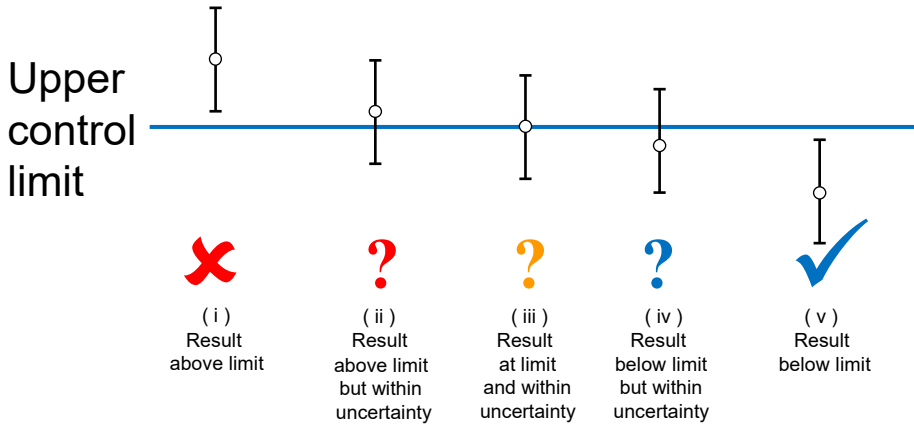 Upper
control
limit
?
?
?
( i )
Result
above limit
( ii )
Result
above limit
but within
uncertainty
( iii )
Result
at limit
and within
uncertainty
( iv )
Result
below limit
but within
uncertainty
( v )
Result
below limit